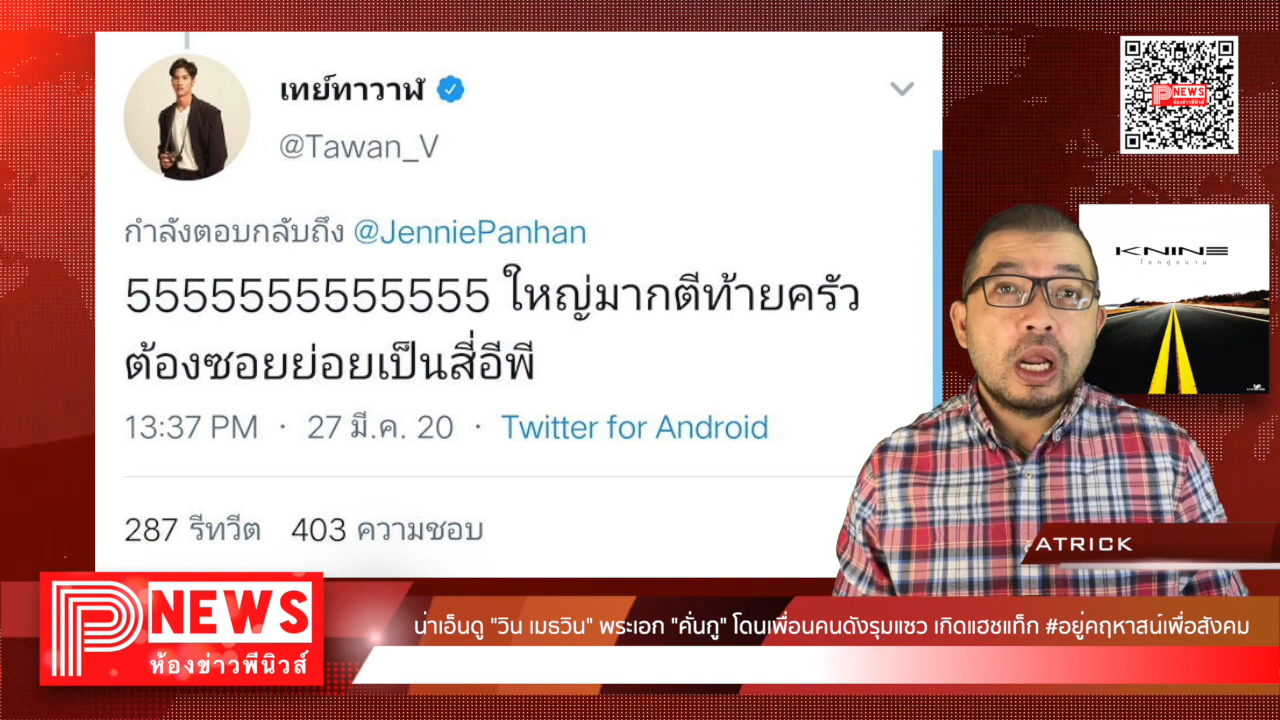 เทย์ทาวาฬ
@Tawan_V
กำลังตอบกลับถึง @JenniePanhan
5555555555555 ใหญ่มากตีท้ายครัว
ต้องซอยย่อยเป็นสี่อีพี
13:37 PM · 27 มี.ค. 20 · Twitter for Android
287 รีทวีต 403 ความชอบ
P NEWS
KNINE
ATRICK
P NEWS
ห้องข่าวพีนิวส์
น่าเอ็นดู "วิน เมธวิน" พระเอก "คั่นกู" โดนเพื่อนคนดังรุมแซว เกิดแฮชแท็ก #อยู่คฤหาสน์เพื่อสังคม